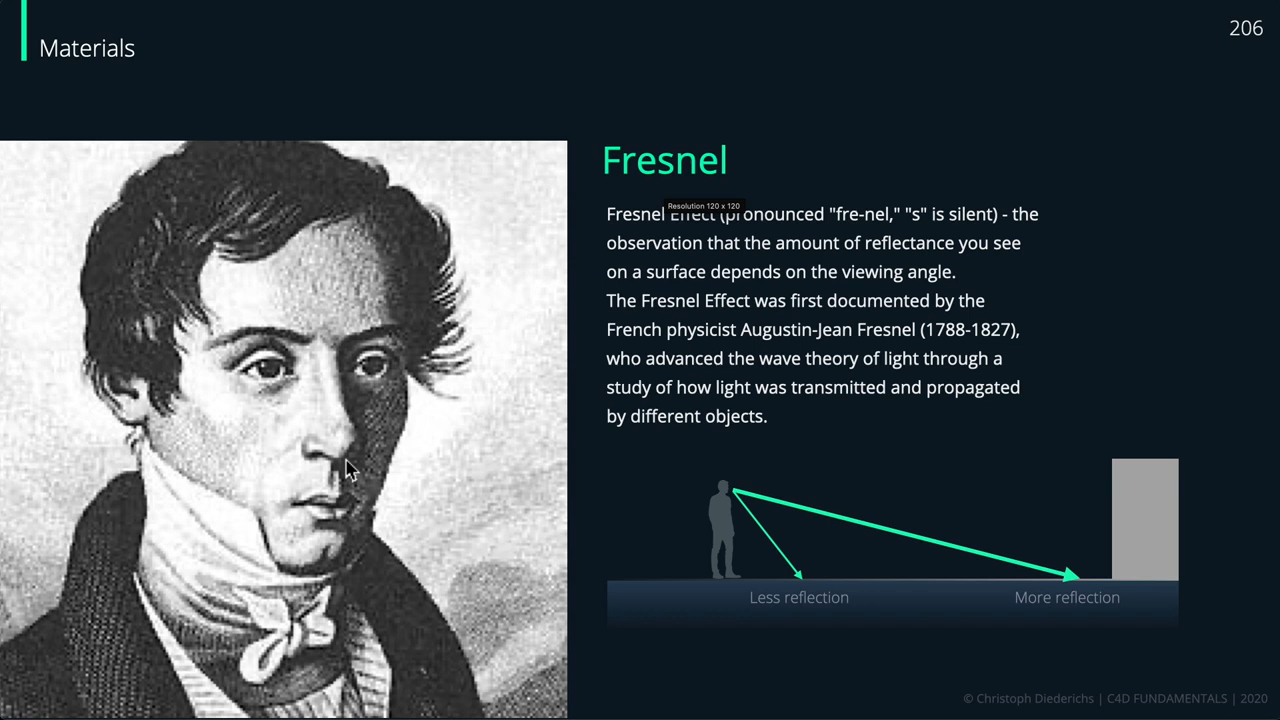 Materials
206
Fresnel
Resolution 120 x 120
Fresnel Effect (pronounced "fre-nel," "s" is silent) - the
observation that the amount of reflectance you see
on a surface depends on the viewing angle.
The Fresnel Effect was first documented by the
French physicist Augustin-Jean Fresnel (1788-1827),
who advanced the wave theory of light through a
study of how light was transmitted and propagated
by different objects.
Less reflection
More reflection
© Christoph Diederichs | C4D FUNDAMENTALS | 2020